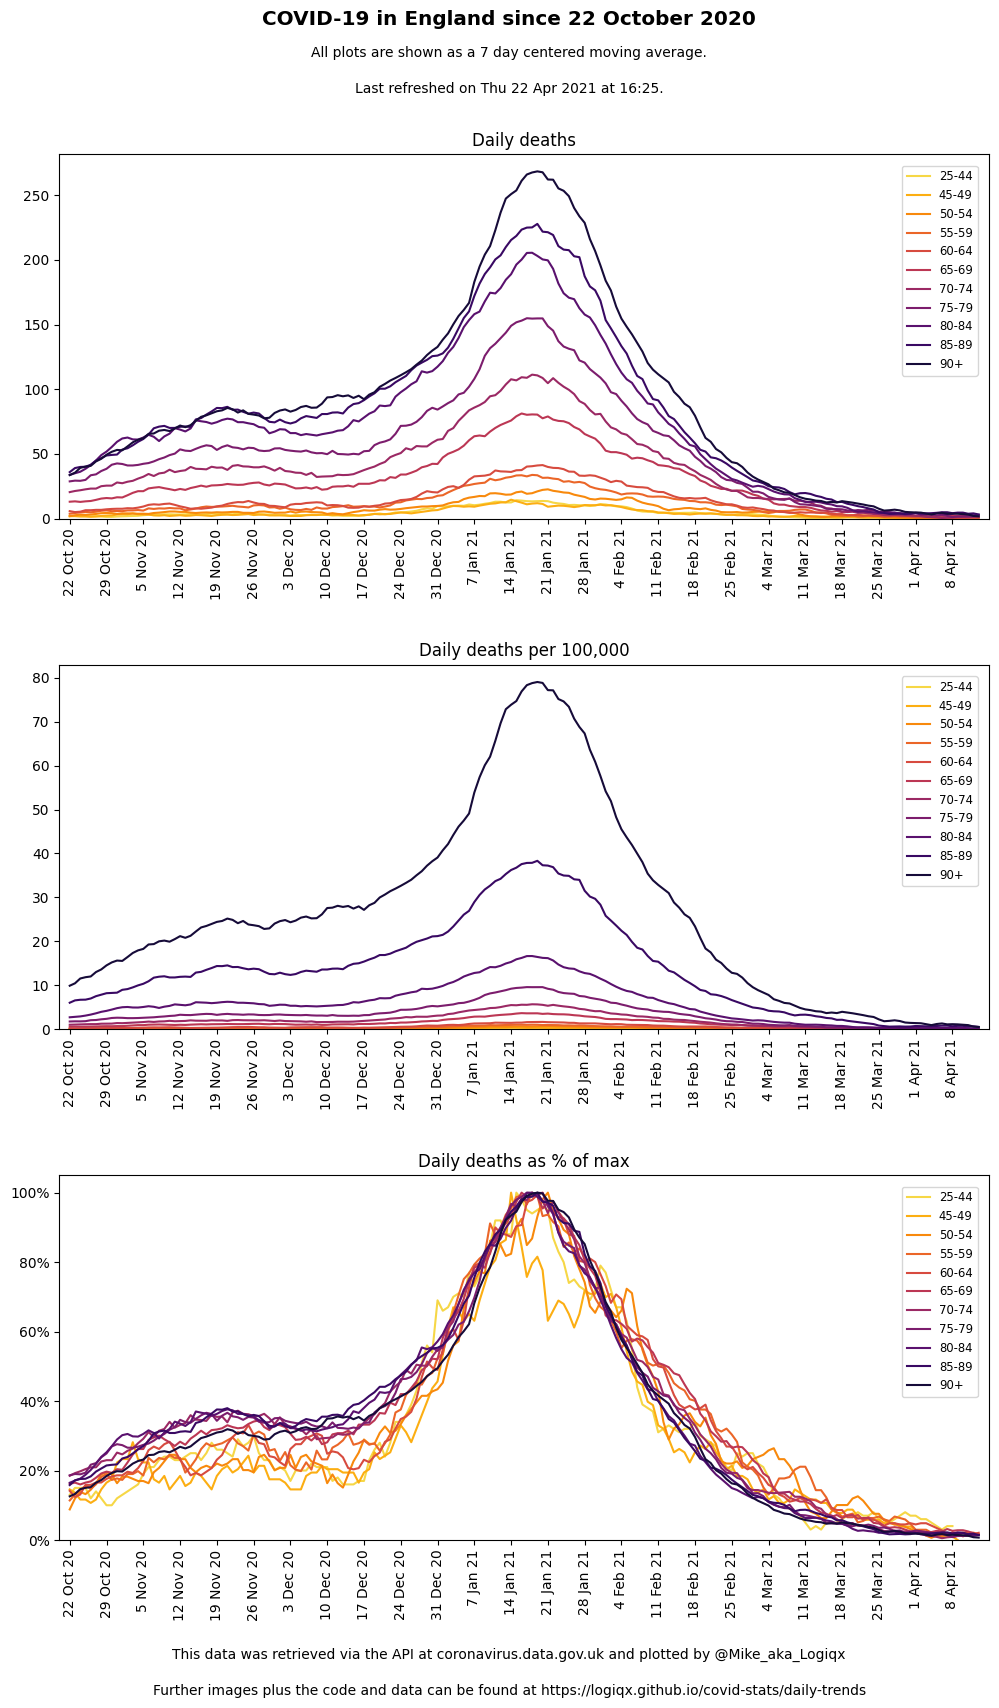 COVID-19 in England since 22 October 2020
All plots are shown as a 7 day centered moving average.
Last refreshed on Thu 22 Apr 2021 at 16:25.
Daily deaths
250
200
150
100
50
0
25-44
45-49
50-54
55-59
60-64
65-69
70-74
75-79
80-84
85-89
90+
22 Oct 20
29 Oct 20
5 Nov 20
12 Nov 20
19 Nov 20
26 Nov 20
3 Dec 20
10 Dec 20
17 Dec 20
24 Dec 20
31 Dec 20
7 Jan 21
14 Jan 21
21 Jan 21
28 Jan 21
4 Feb 21
11 Feb 21
18 Feb 21
25 Feb 21
4 Mar 21
11 Mar 21
18 Mar 21
25 Mar 21
1 Apr 21
8 Apr 21
Daily deaths per 100,000
80
70
60
50
40
30
20
10
0
25-44
45-49
50-54
55-59
60-64
65-69
70-74
75-79
80-84
85-89
90+
22 Oct 20
29 Oct 20
5 Nov 20
12 Nov 20
19 Nov 20
26 Nov 20
3 Dec 20
10 Dec 20
17 Dec 20
24 Dec 20
31 Dec 20
7 Jan 21
14 Jan 21
21 Jan 21
28 Jan 21
4 Feb 21
11 Feb 21
18 Feb 21
25 Feb 21
4 Mar 21
11 Mar 21
18 Mar 21
25 Mar 21
1 Apr 21
8 Apr 21
Daily deaths as % of max
100%
80%
60%
40%
20%
0%
25-44
45-49
50-54
55-59
60-64
65-69
70-74
75-79
80-84
85-89
90+
22 Oct 20
29 Oct 20
5 Nov 20
12 Nov 20
19 Nov 20
26 Nov 20
3 Dec 20
10 Dec 20
17 Dec 20
24 Dec 20
31 Dec 20
7 Jan 21
14 Jan 21
21 Jan 21
28 Jan 21
4 Feb 21
11 Feb 21
18 Feb 21
25 Feb 21
4 Mar 21
11 Mar 21
18 Mar 21
25 Mar 21
1 Apr 21
8 Apr 21
This data was retrieved via the API at coronavirus.data.gov.uk and plotted by @Mike_aka_Logiqx
Further images plus the code and data can be found at https://logiqx.github.io/covid-stats/daily-trends